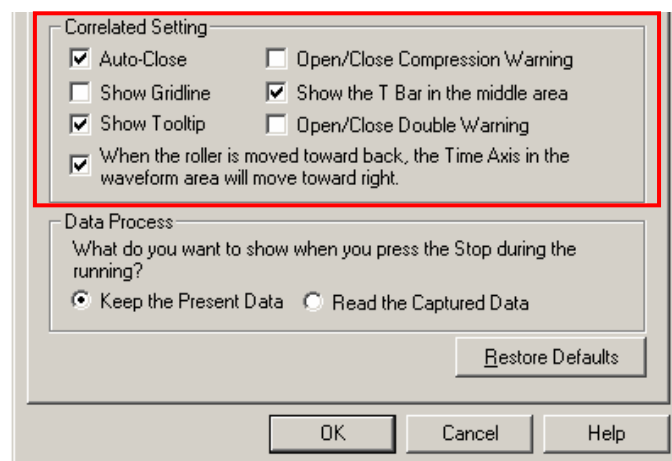 Correlated Setting
Auto-Close Open/Close Compression Warning
Show Gridline Show the T Bar in the middle area
Show Tooltip Open/Close Double Warning
When the roller is moved toward back, the Time Axis in the
waveform area will move toward right.
Data Process
What do you want to show when you press the Stop during the
running?
Keep the Present Data Read the Captured Data
Restore Defaults
OK Cancel Help